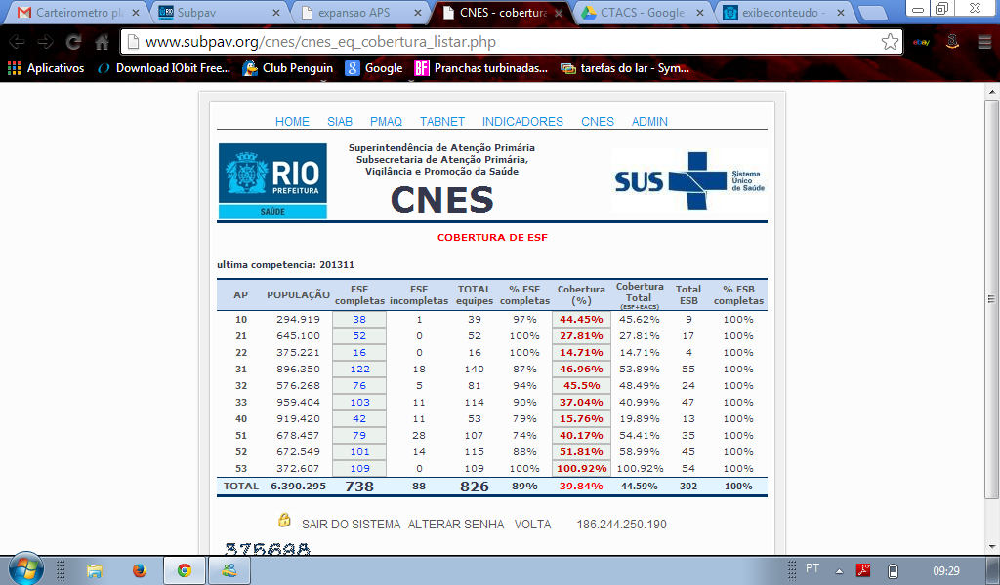 Carteirometro pl
Subpav
expansao APS
CNES - cobertura
CTACS - Google
exibeconteudo -
www.subpav.org/cnes/cnes_eq_cobertura_listar.php
Aplicativos
Download IObit Free...
Club Penguin
Google
BF Pranchas turbinadas...
tarefas do lar - Sym...
HOME SIAB PMAQ TABNET INDICADORES CNES ADMIN
RIO
PREFEITURA
SAÚDE
Superintendência de Atenção Primária
Subsecretaria de Atenção Primária,
Vigilância e Promoção da Saúde
CNES
SUS
Sistema
Único
de Saúde
COBERTURA DE ESF
ultima competencia: 201311
AP POPULAÇÃO ESF completas ESF incompletas TOTAL equipes % ESF completas Cobertura (%) Cobertura Total (ESF+EACS) Total ESB % ESB completas
10 294.919 38 1 39 97% 44.45% 45.62% 9 100%
21 645.100 52 0 52 100% 27.81% 27.81% 17 100%
22 375.221 16 0 16 100% 14.71% 14.71% 4 100%
31 896.350 122 18 140 87% 46.96% 53.89% 55 100%
32 576.268 76 5 81 94% 45.5% 48.49% 24 100%
33 959.404 103 11 114 90% 37.04% 40.99% 47 100%
40 919.420 42 11 53 79% 15.76% 19.89% 13 100%
51 678.457 79 28 107 74% 40.17% 54.41% 35 100%
52 672.549 101 14 115 88% 51.81% 58.99% 45 100%
53 372.607 109 0 109 100% 100.92% 100.92% 54 100%
TOTAL 6.390.295 738 88 826 89% 39.84% 44.59% 302 100%
SAIR DO SISTEMA ALTERAR SENHA VOLTA 186.244.250.190
PT
09:29